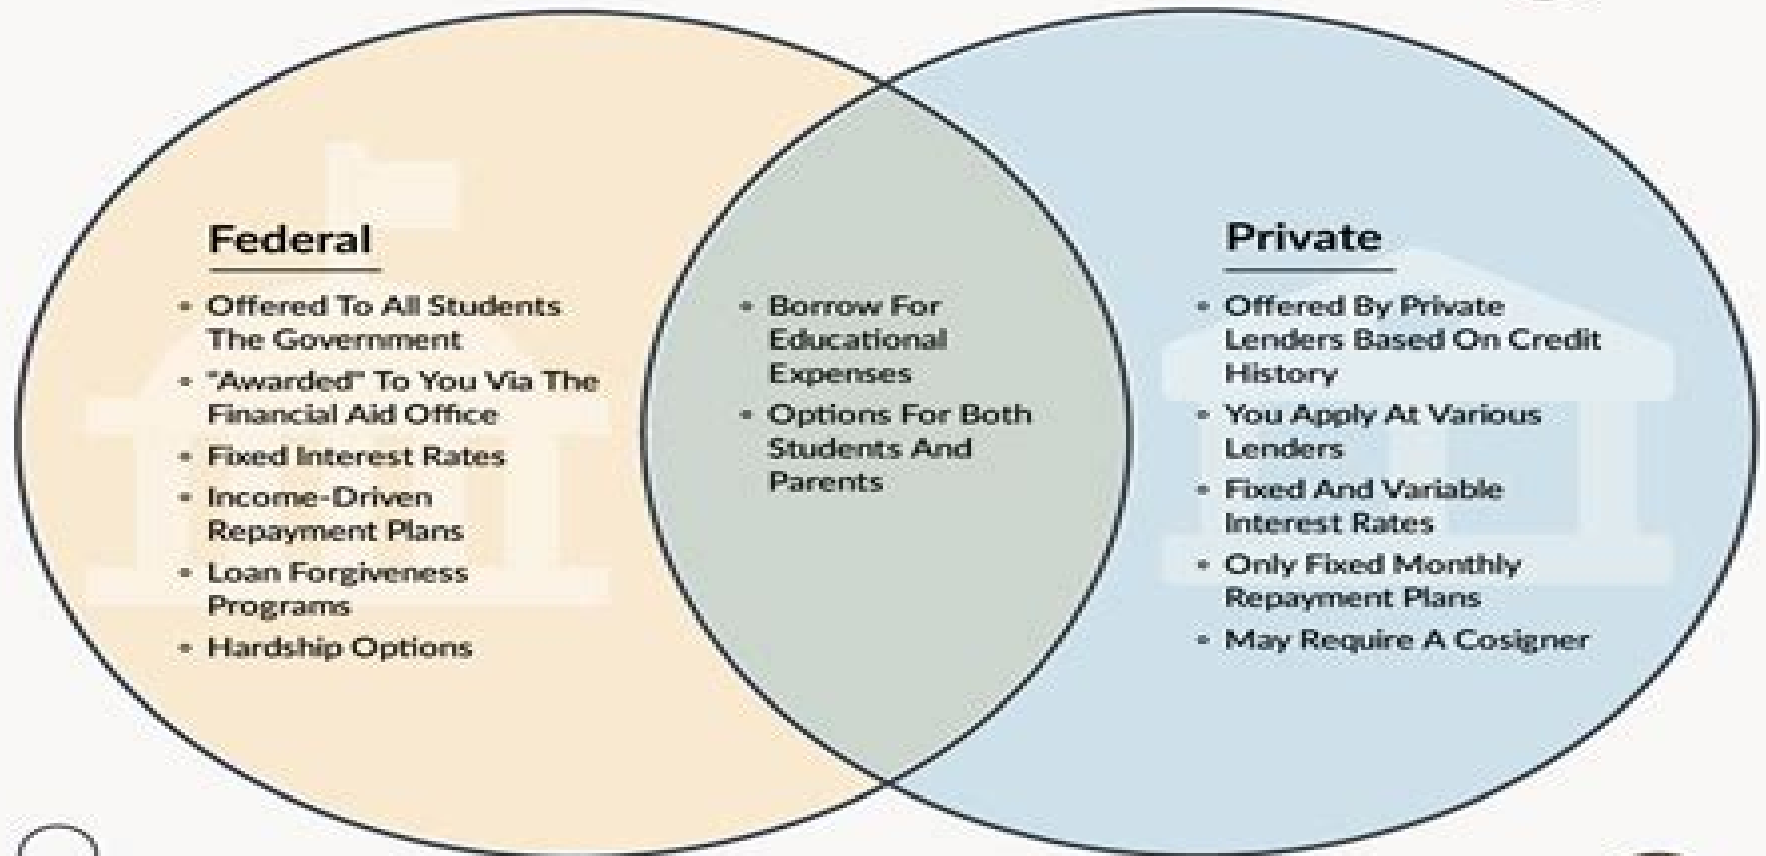 Federal
• Offered To All Students
The Government
• "Awarded" To You Via The
Financial Aid Office
• Fixed Interest Rates
• Income-Driven
Repayment Plans
• Loan Forgiveness
Programs
• Hardship Options
• Borrow For
Educational
Expenses
• Options For Both
Students And
Parents
Private
• Offered By Private
Lenders Based On Credit
History
• You Apply At Various
Lenders
• Fixed And Variable
Interest Rates
• Only Fixed Monthly
Repayment Plans
• May Require A Cosigner